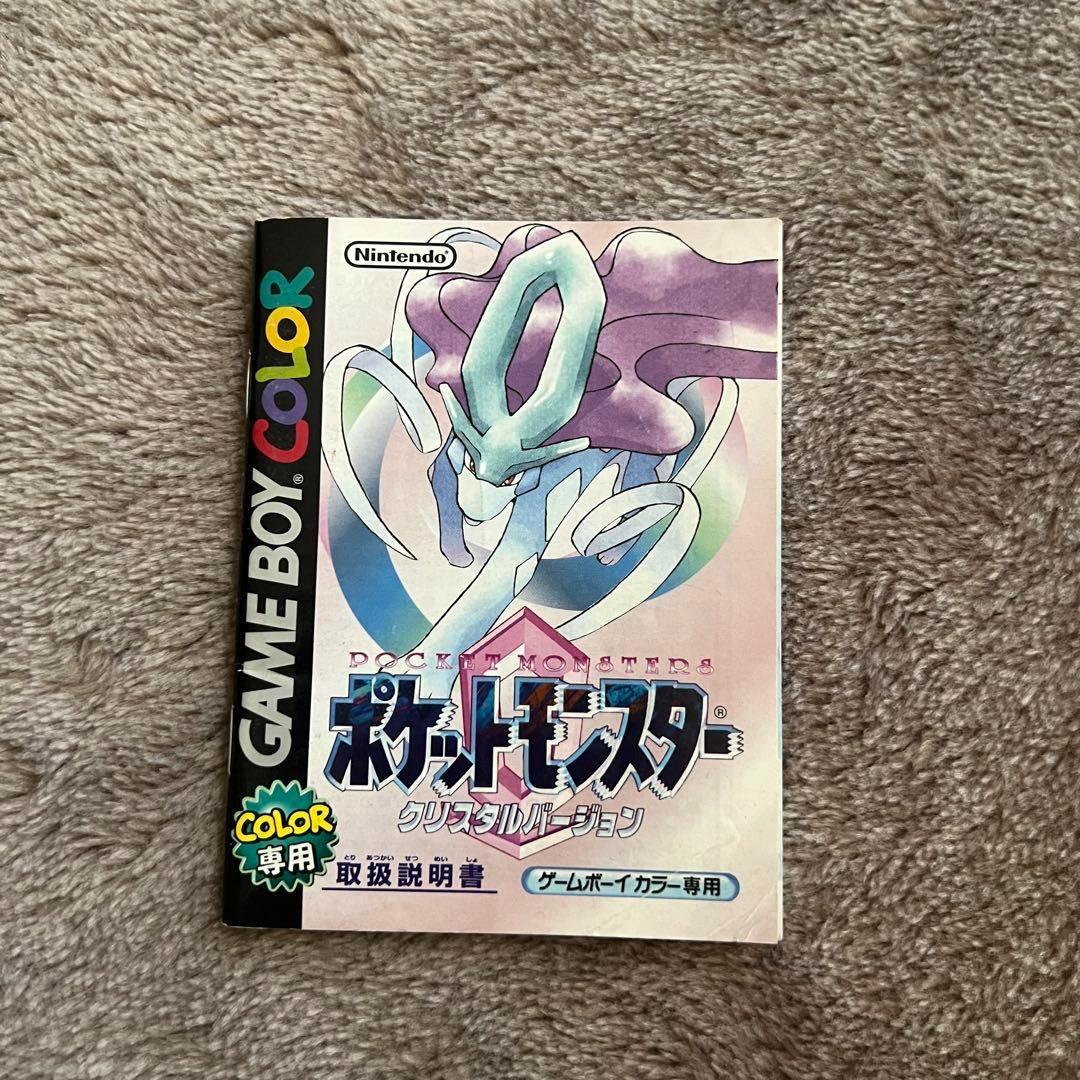 Nintendo®
GAME BOY® COLOR
POCKET MONSTERS
ポケットモンスター®
クリスタルバージョン
COLOR
専用
とり あつかい せつ めい しょ
取扱説明書
ゲームボーイ カラー専用